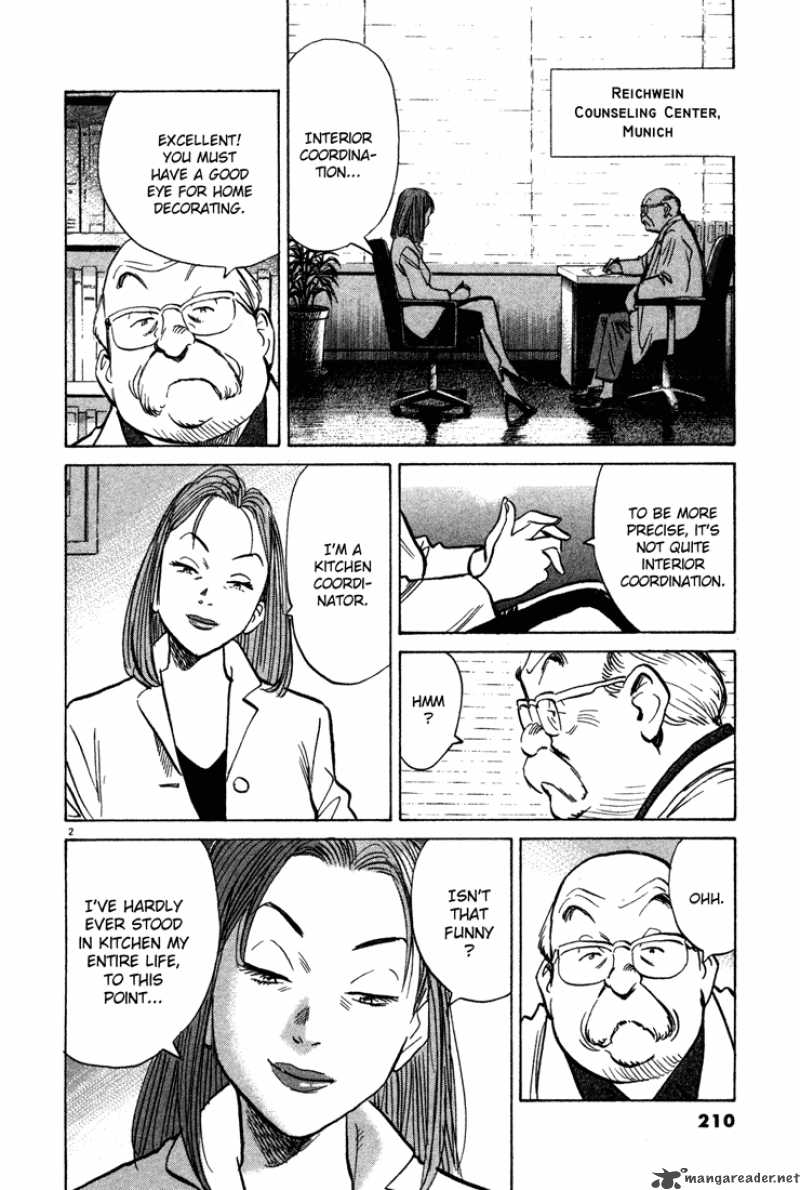 REICHWEIN
COUNSELING CENTER,
MUNICH
INTERIOR
COORDINA-
TION...
EXCELLENT!
YOU MUST
HAVE A GOOD
EYE FOR HOME
DECORATING.
TO BE MORE
PRECISE, IT'S
NOT QUITE
INTERIOR
COORDINATION.
I'M A
KITCHEN
COORDI-
NATOR.
HMM
?
OHH.
ISN'T
THAT
FUNNY
?
I'VE HARDLY
EVER STOOD
IN KITCHEN MY
ENTIRE LIFE,
TO THIS
POINT...
2
210
mangareader.net